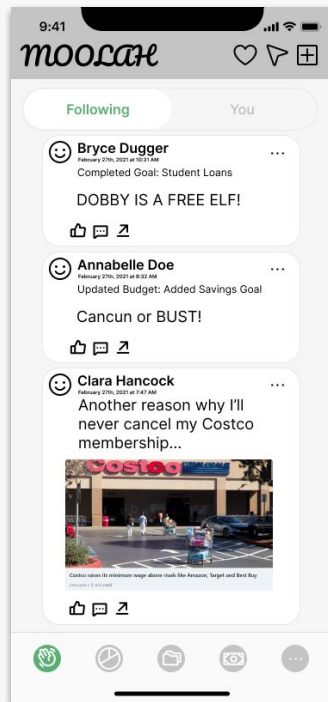 9:41
MOOLAH
Following
You
Bryce Dugger
February 27th, 2021 at 10:31 AM
Completed Goal: Student Loans
DOBBY IS A FREE ELF!
Annabelle Doe
February 27th, 2021 at 8:32 AM
Updated Budget: Added Savings Goal
Cancun or BUST!
Clara Hancock
February 27th, 2021 at 7:47 AM
Another reason why I’ll
never cancel my Costco
membership...
Costco WHOLESALE
Costco raises its minimum wage above rivals like Amazon, Target and Best Buy